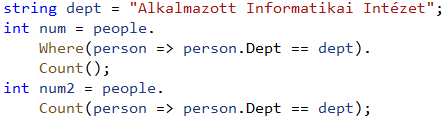 string dept = "Alkalmazott Informatikai Intézet";
int num = people.
    Where(person => person.Dept == dept).
    Count();
int num2 = people.
    Count(person => person.Dept == dept);